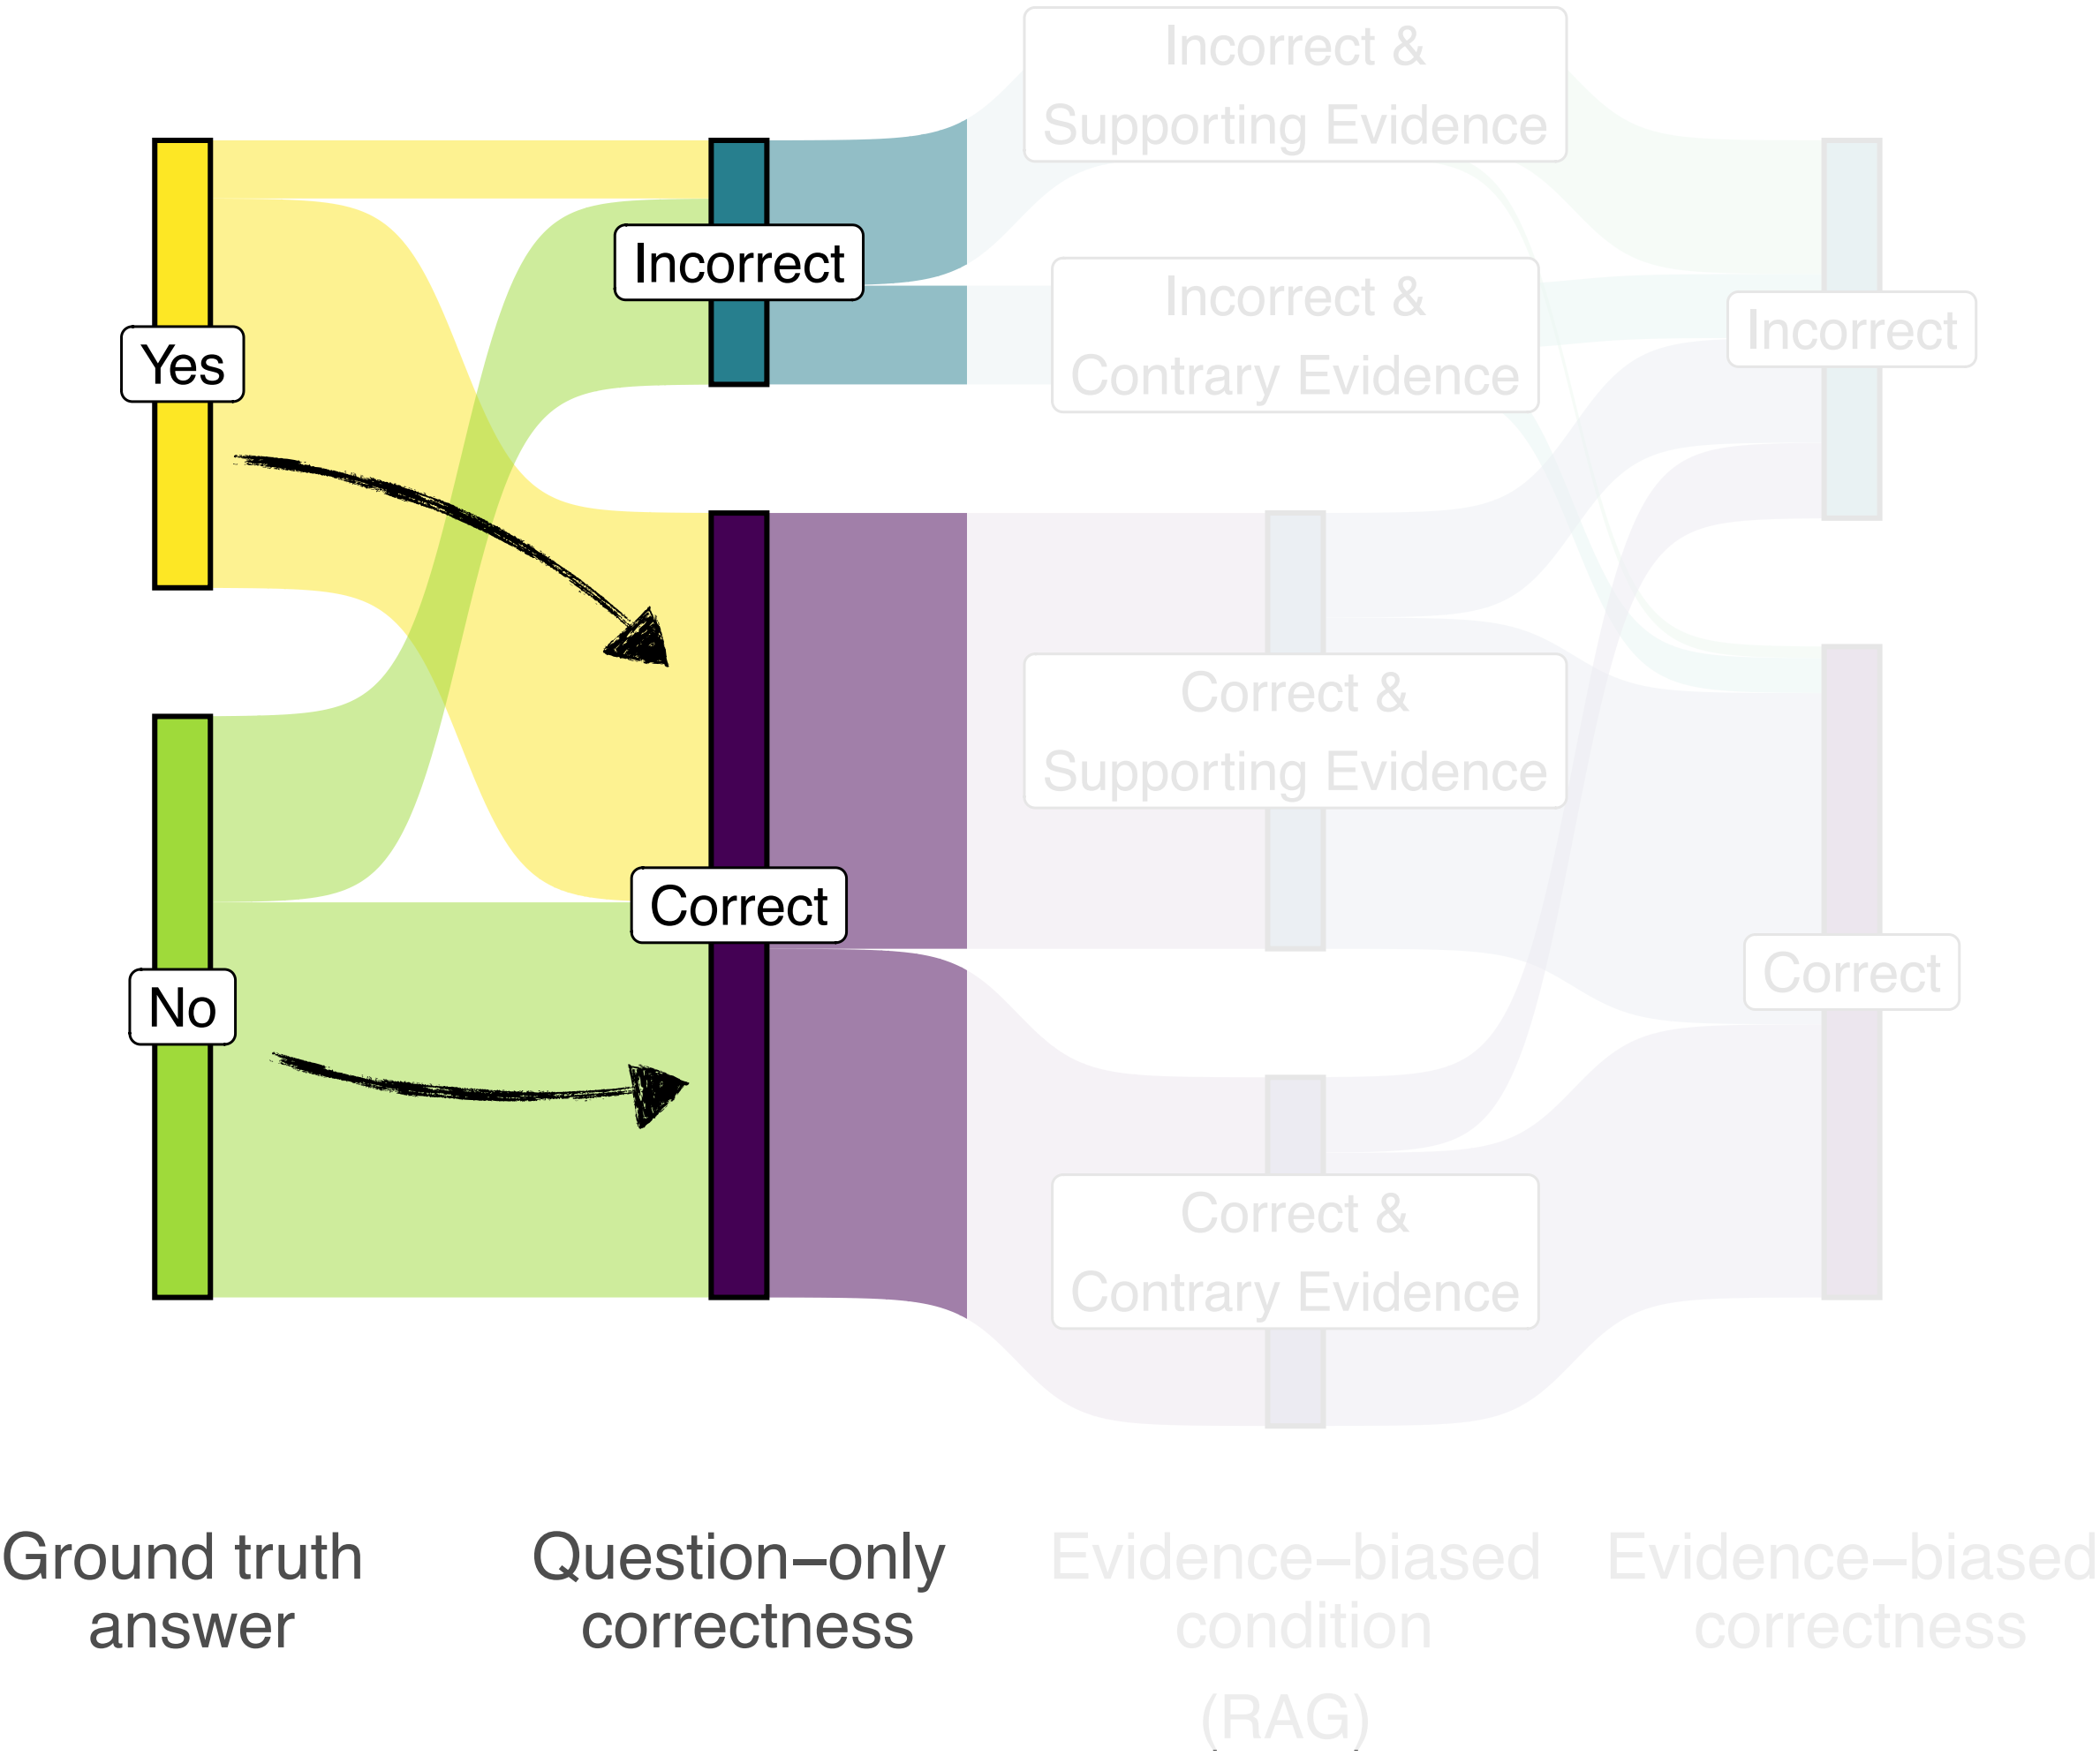 Incorrect &
Supporting Evidence
Incorrect
Incorrect &
Contrary Evidence
Incorrect
Yes
Correct &
Supporting Evidence
Correct
Correct
No
Correct &
Contrary Evidence
Ground truth
answer
Question−only
correctness
Evidence−biased
condition
(RAG)
Evidence−biased
correctness